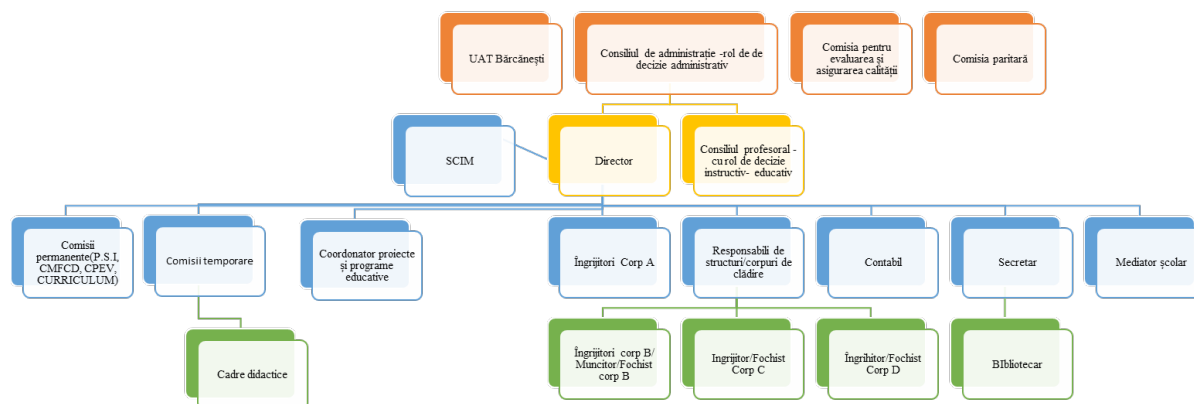 UAT Bărcănești
Consiliul de administrație -rol de de
decizie administrativ
Comisia pentru
evaluarea și
asigurarea calității
Comisia paritară
SCIM
Director
Consiliul profesoral -
cu rol de decizie
instructiv- educativ
Comisii
permanente(P.S.I,
CMFCD, CPEV,
CURRICULUM)
Comisii temporare
Coordonator proiecte
și programe
educative
Îngrijitori Corp A
Responsabili de
structuri/corpuri de
clădire
Contabil
Secretar
Mediator școlar
Cadre didactice
Îngrijitori corp B/
Muncitor/Fochist
corp B
Ingrijitor/Fochist
Corp C
Îngrihitor/Fochist
Corp D
BIbliotecar